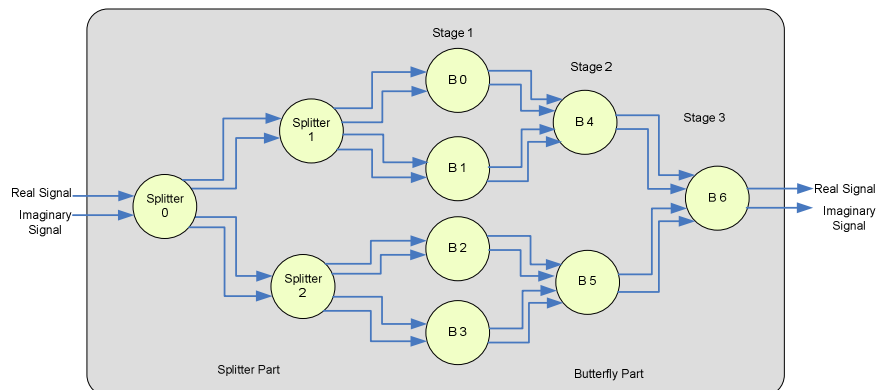 Stage 1
Stage 2
Stage 3
B 0
Splitter
1
B 4
B 1
Real Signal
Imaginary
Signal
Splitter
0
B 6
Real Signal
Imaginary
Signal
B 2
Splitter
2
B 5
B 3
Splitter Part
Butterfly Part